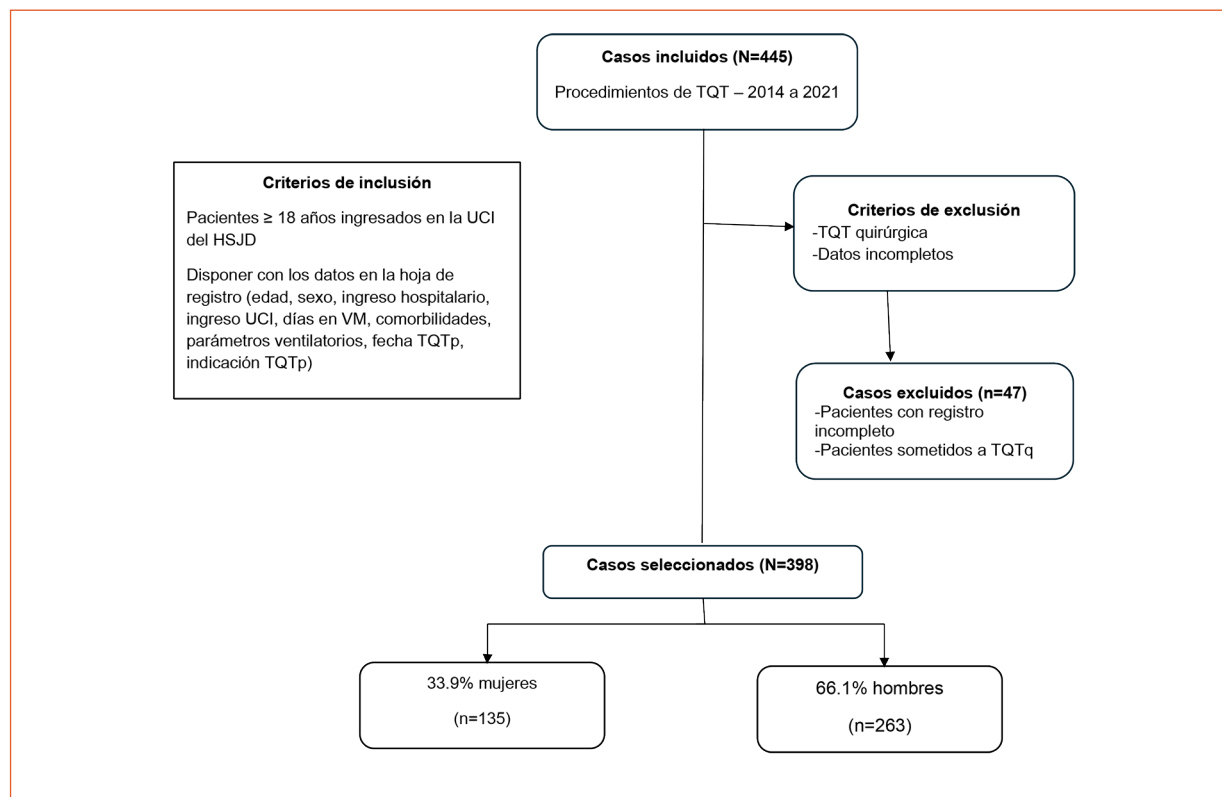 Casos incluidos (N=445)
Procedimientos de TQT – 2014 a 2021
Criterios de inclusión
Pacientes ≥ 18 años ingresados en la UCI
del HSJD
Disponer con los datos en la hoja de
registro (edad, sexo, ingreso hospitalario,
ingreso UCI, días en VM, comorbilidades,
parámetros ventilatorios, fecha TQTp,
indicación TQTp)
Criterios de exclusión
-TQT quirúrgica
-Datos incompletos
Casos excluidos (n=47)
-Pacientes con registro
incompleto
-Pacientes sometidos a TQTq
Casos seleccionados (N=398)
33.9% mujeres
(n=135)
66.1% hombres
(n=263)